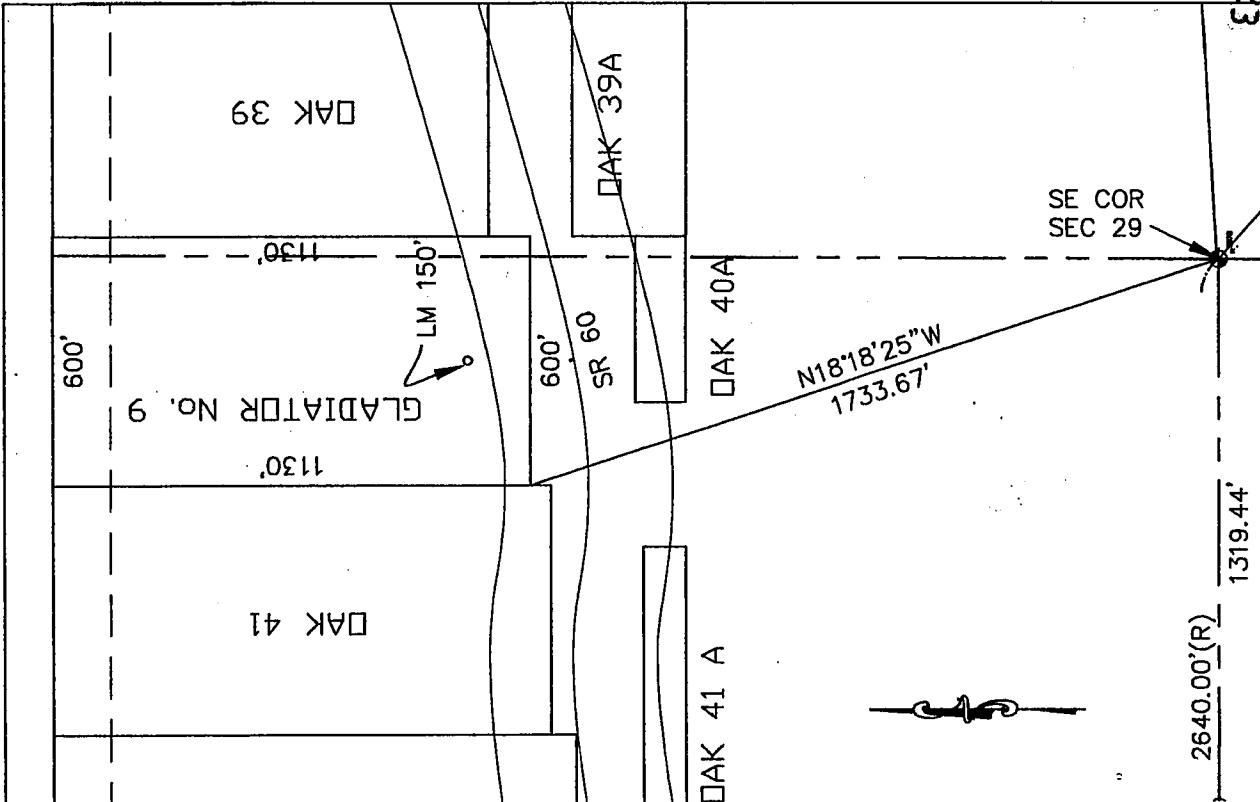 23
OAK 39
OAK 39A
SE COR
SEC 29
1130'
LM 150'
600'
600'
SR 60
OAK 40A
N18°18'25"W
1733.67'
GLADIATOR No. 9
1130'
OAK 41
OAK 41 A
1319.44'
2640.00'(R)